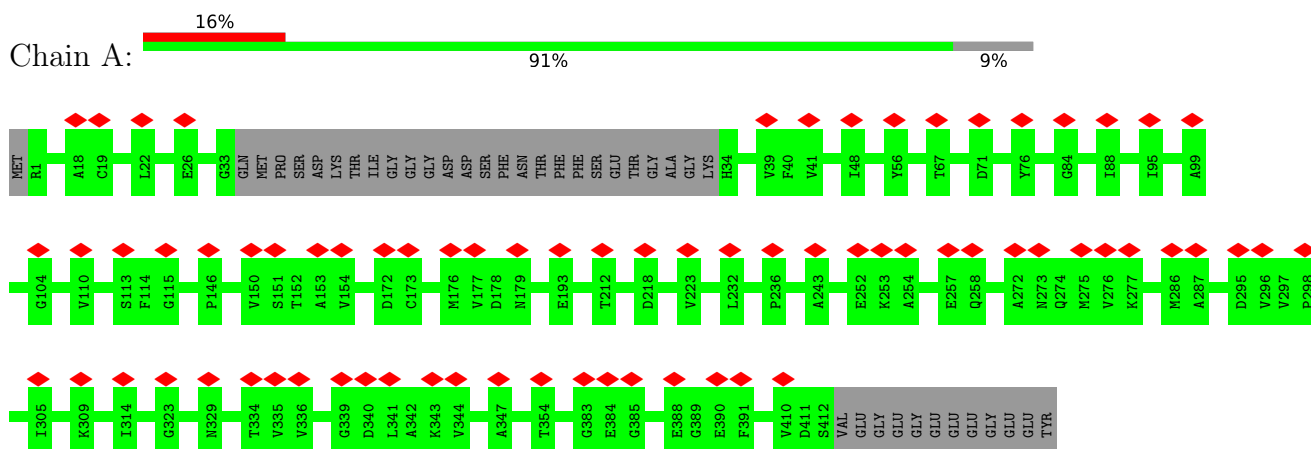 16%
Chain A:
91% 9%
MET R1 A18 C19 L22 E26 G33 GLN MET PRO SER ASP LYS THR ILE GLY GLY GLY ASP ASP SER PHE ASN THR PHE PHE SER GLU THR GLY ALA GLY LYS H34 V39 F40 V41 I48 Y56 T67 D71 Y76 G84 I88 I95 A99
G104 V110 S113 F114 G115 P146 V150 S151 T152 A153 V154 D172 C173 M176 V177 D178 N179 E193 T212 D218 V223 L232 P236 A243 E252 K253 A254 E257 Q258 A272 N273 Q274 M275 V276 K277 M286 A287 D295 V296 V297 P298
I305 K309 I314 G323 N329 T334 V335 V336 G339 D340 L341 A342 K343 V344 A347 T354 G383 E384 G385 E388 G389 E390 F391 V410 D411 S412 VAL GLU GLY GLU GLY GLU GLU GLU GLY GLU GLU TYR